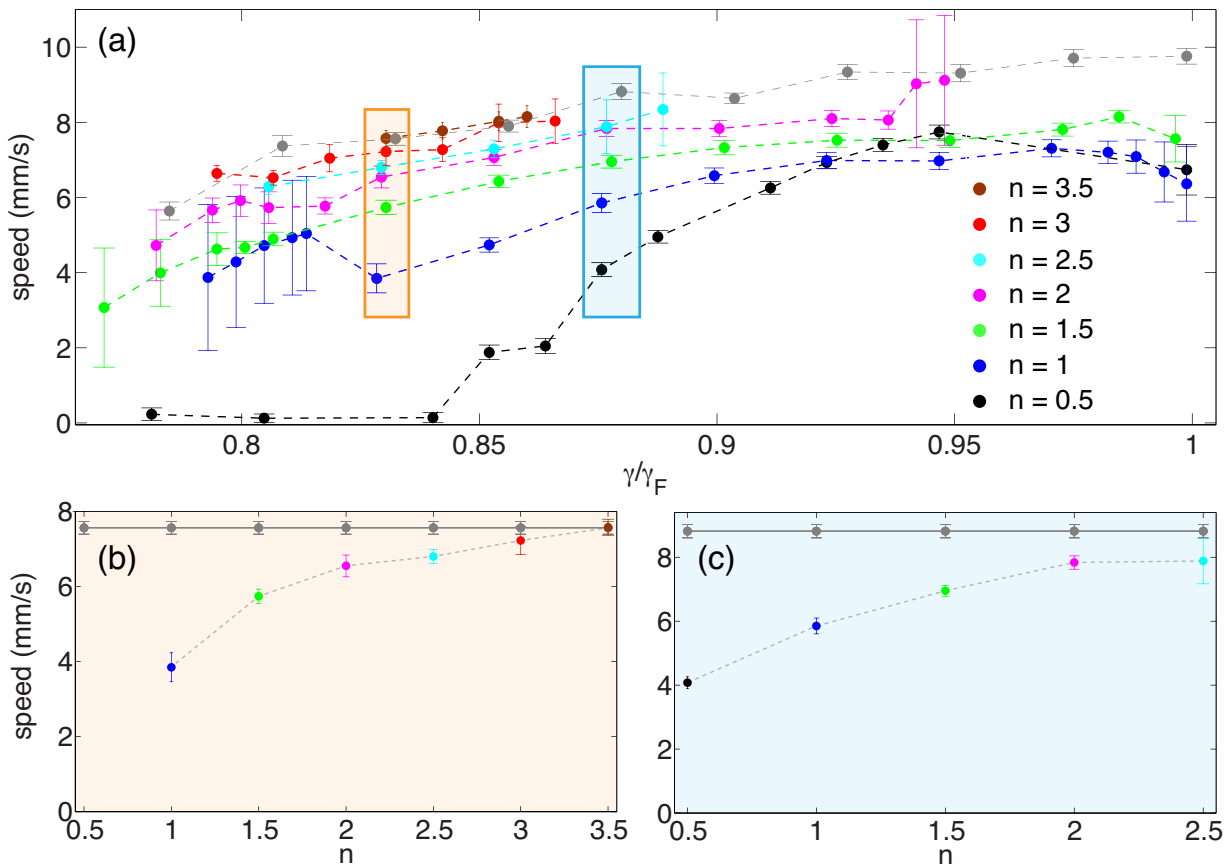 (a)
speed (mm/s)
10
8
6
4
2
0
0.8
0.85
0.9
0.95
1
γ/γF
n = 3.5
n = 3
n = 2.5
n = 2
n = 1.5
n = 1
n = 0.5
(b)
speed (mm/s)
8
6
4
2
0
0.5
1
1.5
2
2.5
3
3.5
n
(c)
8
6
4
2
0
0.5
1
1.5
2
2.5
n